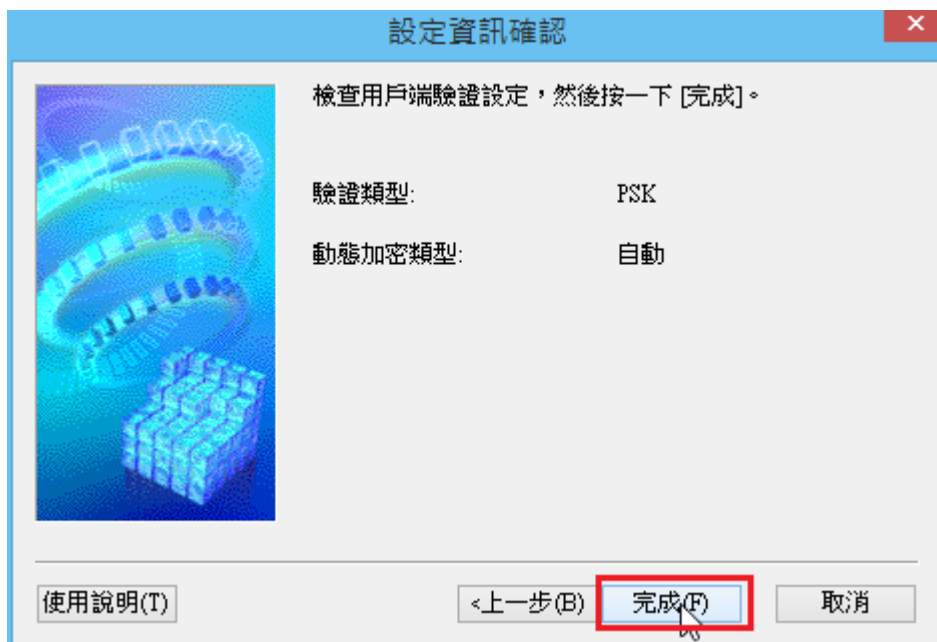 設定資訊確認
檢查用戶端驗證設定，然後按一下 [完成]。
驗證類型: PSK
動態加密類型: 自動
使用說明(T) <上一步(B) 完成(F) 取消